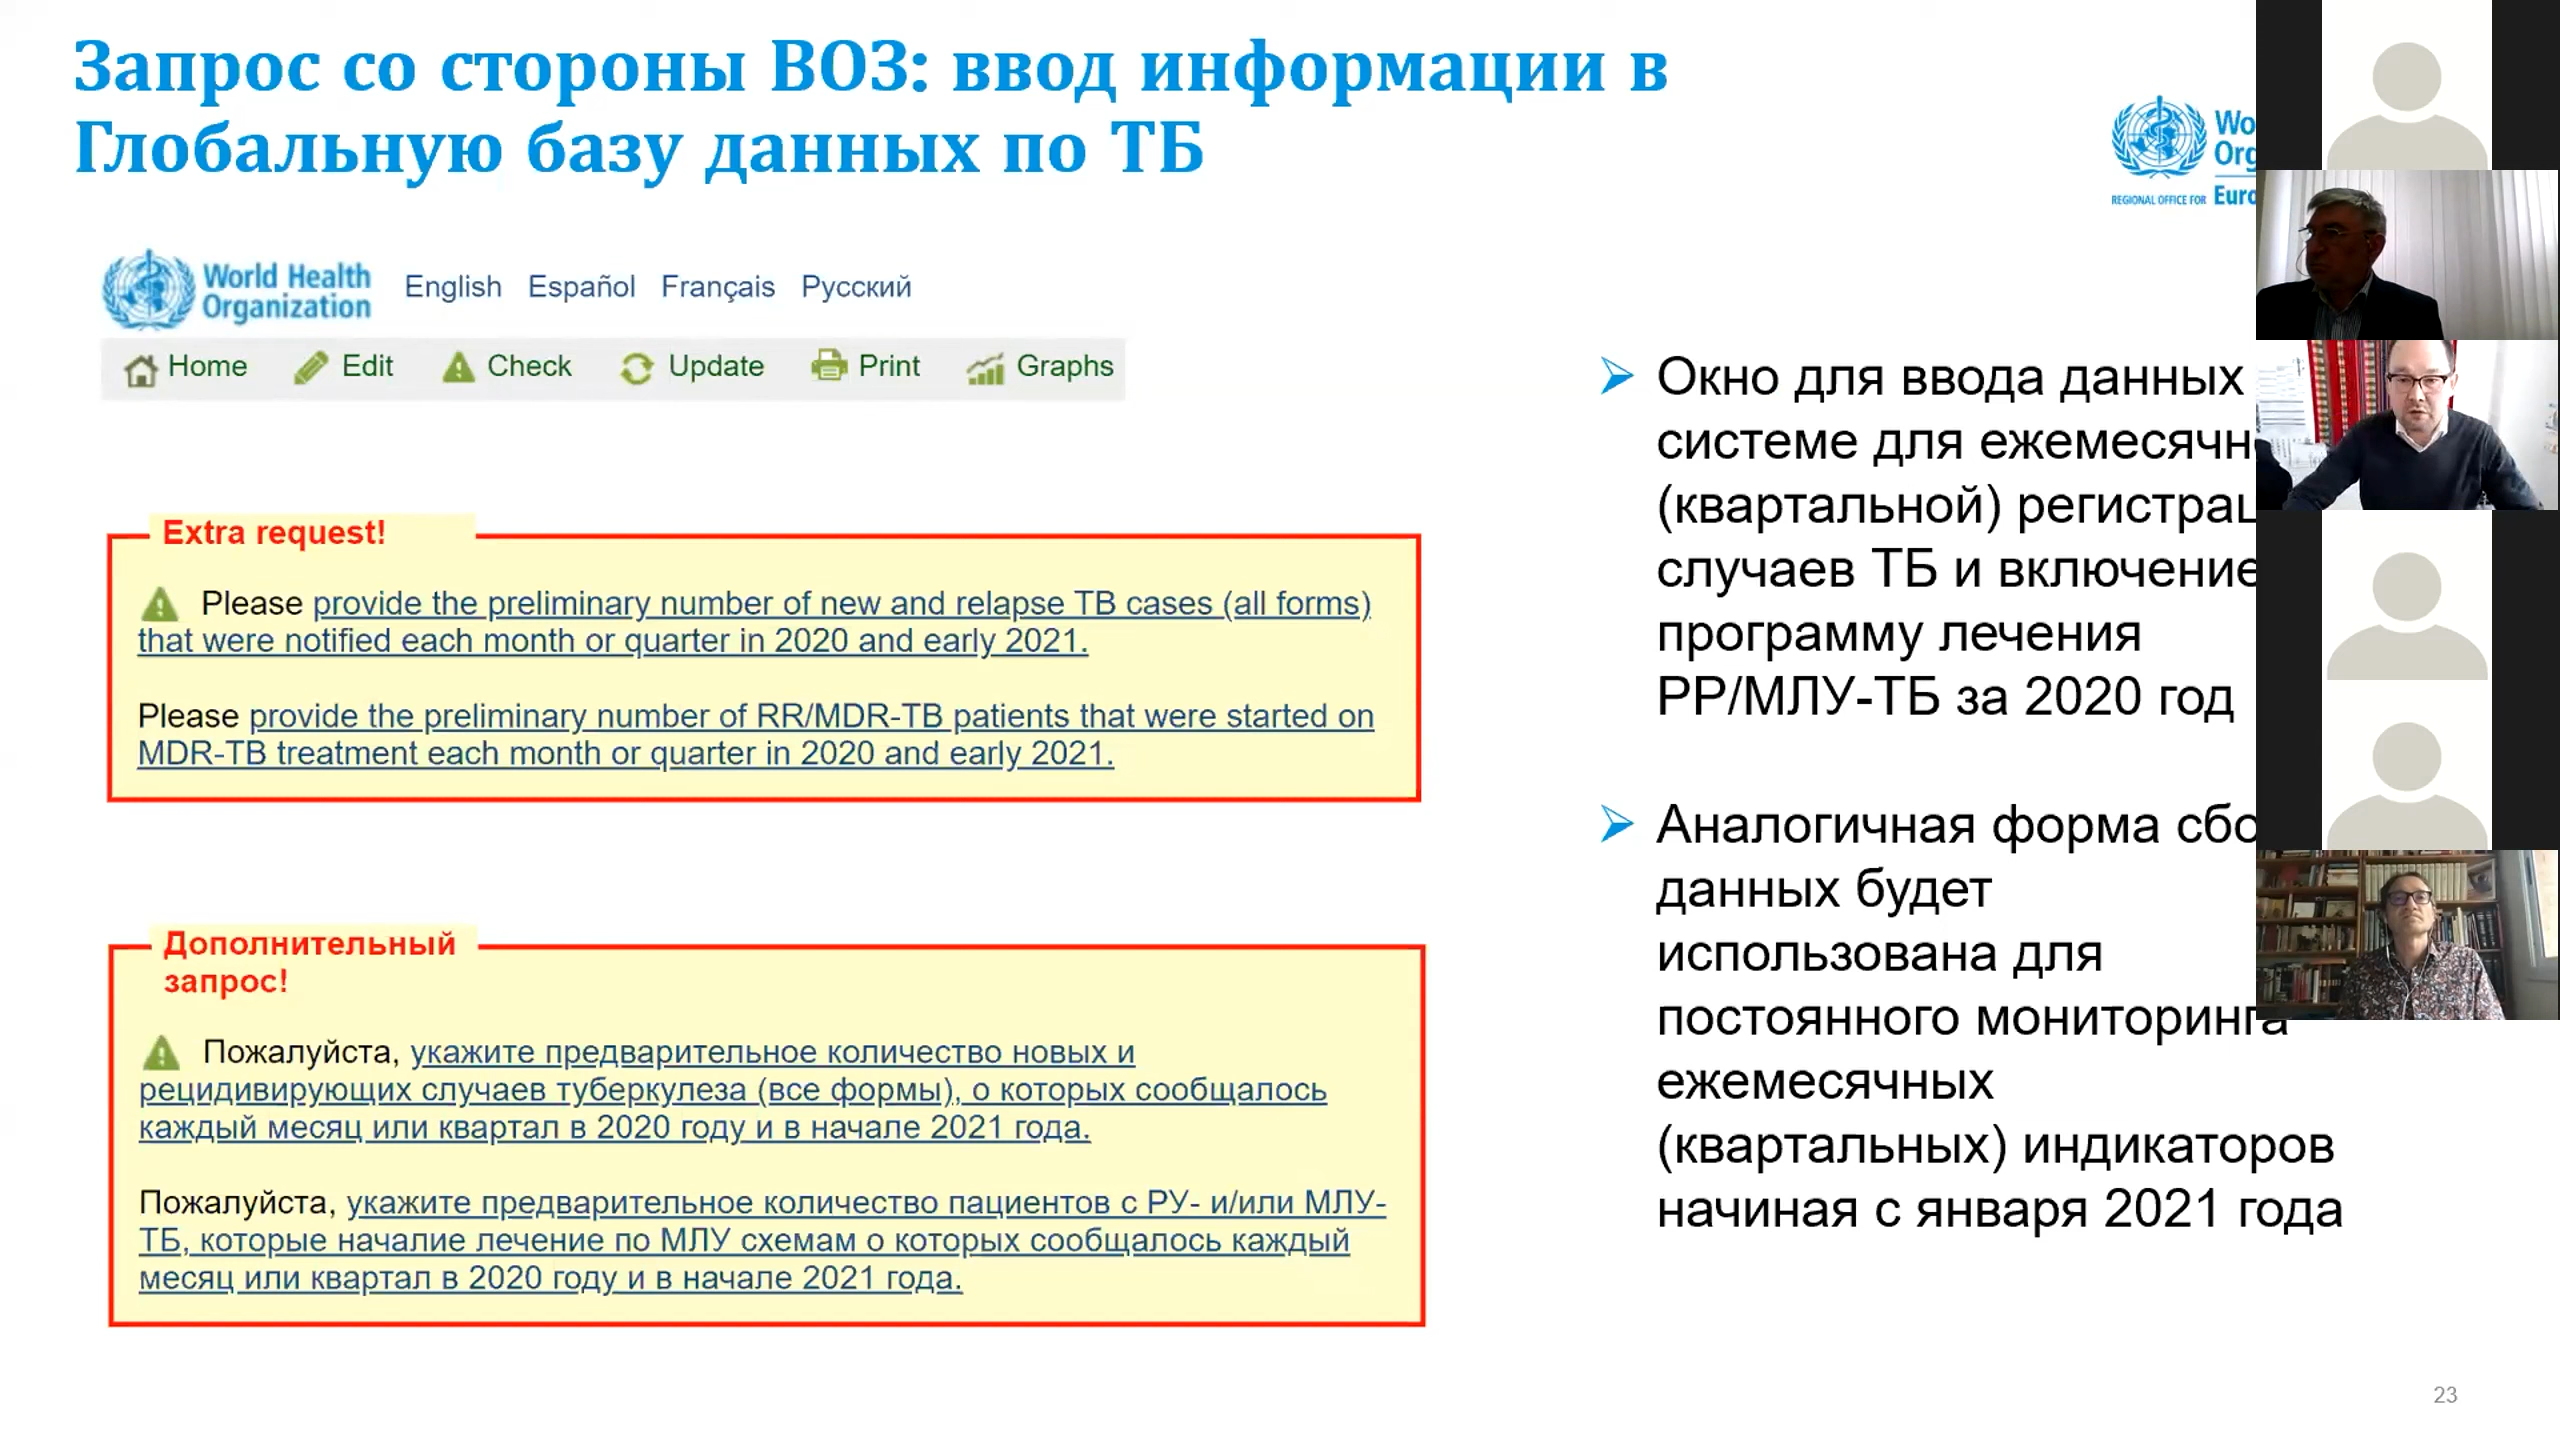 Запрос со стороны ВОЗ: ввод информации в
Глобальную базу данных по ТБ
REGIONAL OFFICE FOR
World Health
Organization
English Español Français Русский
Home Edit Check Update Print Graphs
Extra request!
Please provide the preliminary number of new and relapse TB cases (all forms)
that were notified each month or quarter in 2020 and early 2021.
Please provide the preliminary number of RR/MDR-TB patients that were started on
MDR-TB treatment each month or quarter in 2020 and early 2021.
Дополнительный
запрос!
Пожалуйста, укажите предварительное количество новых и
рецидивирующих случаев туберкулеза (все формы), о которых сообщалось
каждый месяц или квартал в 2020 году и в начале 2021 года.
Пожалуйста, укажите предварительное количество пациентов с РУ- и/или МЛУ-
ТБ, которые началие лечение по МЛУ схемам о которых сообщалось каждый
месяц или квартал в 2020 году и в начале 2021 года.
Окно для ввода данных
системе для
(квартальной)
случаев ТБ и включение
программу лечения
РР/МЛУ-ТБ за 2020 год
Аналогичная форма
данных будет
использована для
постоянного мониторинга
ежемесячных
(квартальных) индикаторов
начиная с января 2021 года
23